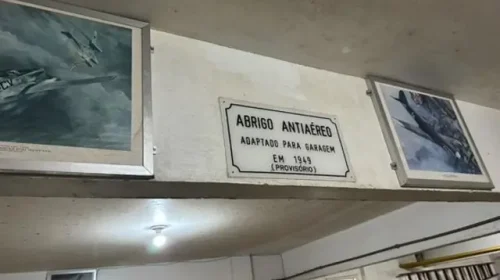 ABRIGO ANTIAÉREO
ADAPTADO PARA GARAGEM
EM 1949
(PROVISÓRIO)